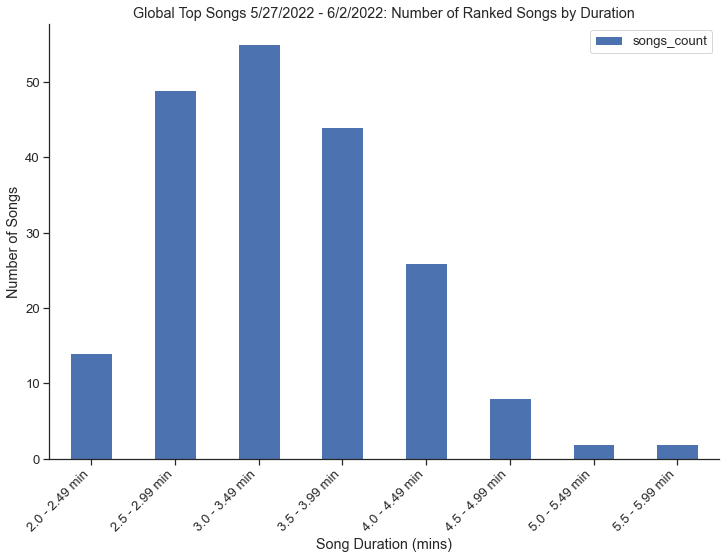 Global Top Songs 5/27/2022 - 6/2/2022: Number of Ranked Songs by Duration
songs_count
50
40
30
20
10
0
Number of Songs
2.0 - 2.49 min
2.5 - 2.99 min
3.0 - 3.49 min
3.5 - 3.99 min
4.0 - 4.49 min
4.5 - 4.99 min
5.0 - 5.49 min
5.5 - 5.99 min
Song Duration (mins)